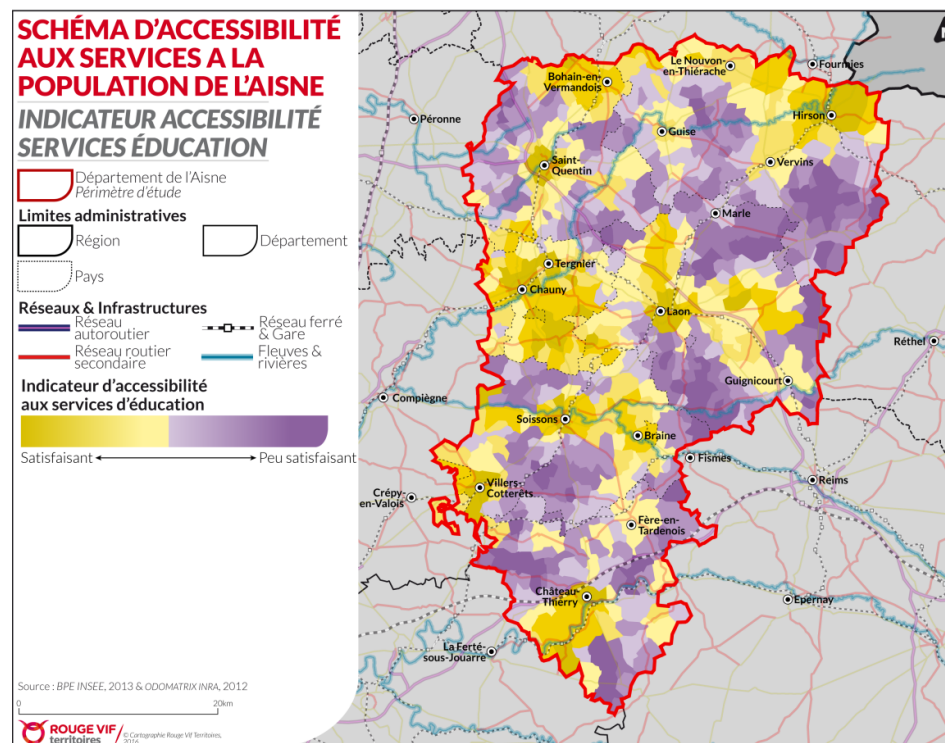 SCHÉMA D'ACCESSIBILITÉ
AUX SERVICES A LA
POPULATION DE L'AISNE
INDICATEUR ACCESSIBILITÉ
SERVICES ÉDUCATION
Département de l'Aisne
Périmètre d'étude
Limites administratives
Région
Département
Pays
Réseaux & Infrastructures
Réseau
autoroutier
Réseau ferré
& Gare
Réseau routier
secondaire
Fleuves &
rivières
Indicateur d'accessibilité
aux services d'éducation
Satisfaisant
Peu satisfaisant
Source : BPE INSEE, 2013 & ODOMATRIX INRA, 2012
0
20km
ROUGE VIF
territoires
© Cartographie Rouge Vif Territoires,
2016
Le Nouvon-
en-Thiérache
Fourmies
Bohain-en-
Vermandois
Péronne
Hirson
Guise
Saint-
Quentin
Vervins
Marle
Tergnier
Chauny
Laon
Réthel
Guignicourt
Compiègne
Soissons
Braine
Fismes
Villers-
Cotterêts
Reims
Crépy-
en-Valois
Fère-en-
Tardenois
Château-
Thierry
Epernay
La Ferté-
sous-Jouarre